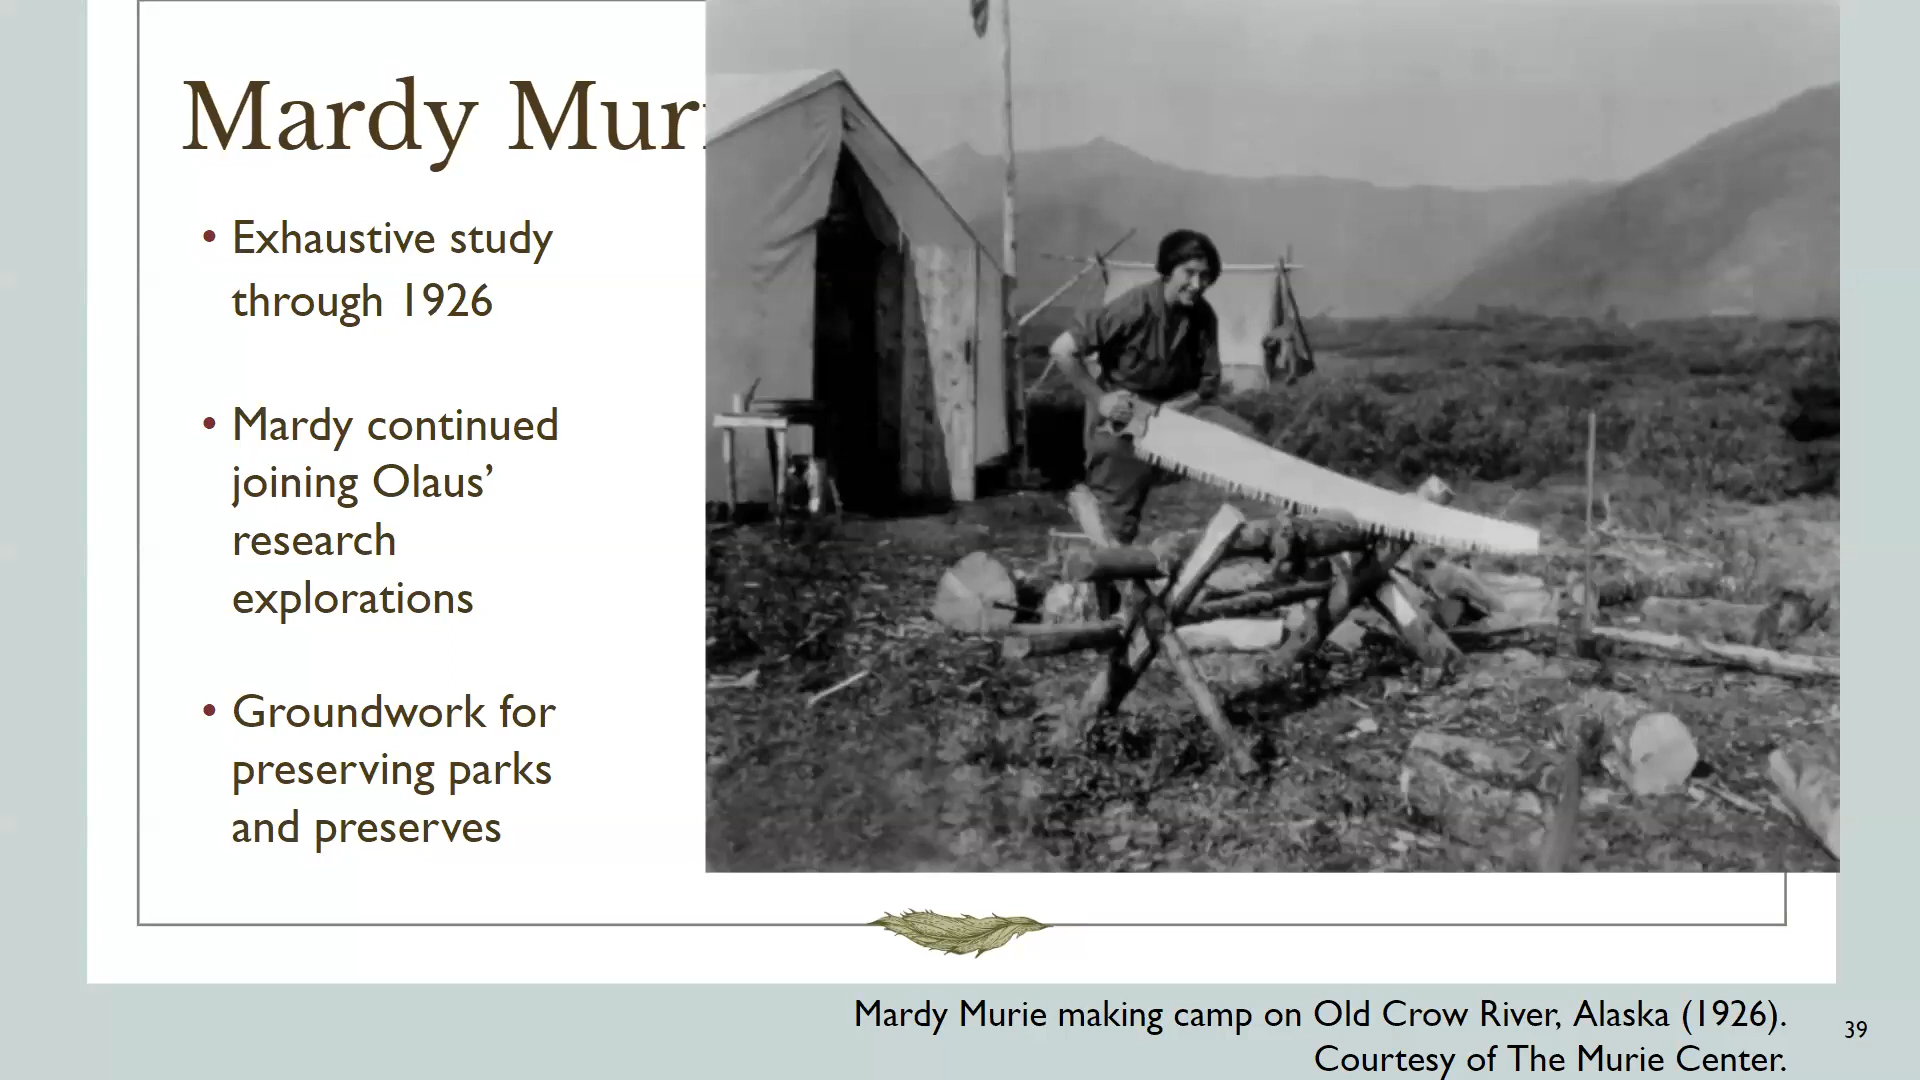 Mardy Mur
• Exhaustive study
through 1926
• Mardy continued
joining Olaus’
research
explorations
• Groundwork for
preserving parks
and preserves
Mardy Murie making camp on Old Crow River, Alaska (1926).
Courtesy of The Murie Center.
39